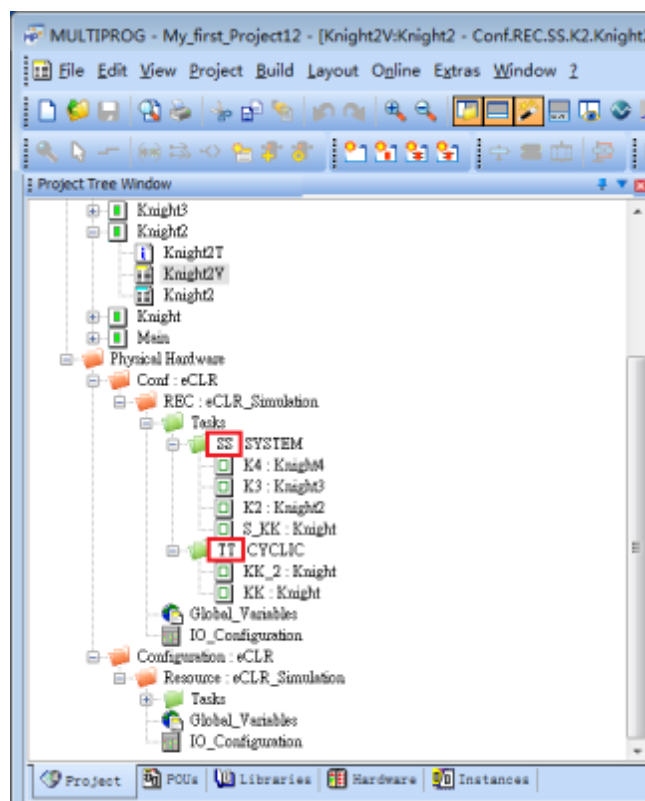 MULTIPROG - My_first_Project12 - [Knight2V:Knight2 - Conf.REC.SS.K2.Knight2
File Edit View Project Build Layout Online Extras Window ?
Project Tree Window
Knight3
Knight2
Knight2T
Knight2V
Knight2
Knight
Main
Physical Hardware
Conf : eCLR
REC : eCLR_Simulation
Tasks
SS SYSTEM
K4 : Knight4
K3 : Knight3
K2 : Knight2
S_KK : Knight
TT CYCLIC
KK_2 : Knight
KK : Knight
Global_Variables
IO_Configuration
Configuration : eCLR
Resource : eCLR_Simulation
Tasks
Global_Variables
IO_Configuration
Project POUs Libraries Hardware Instances